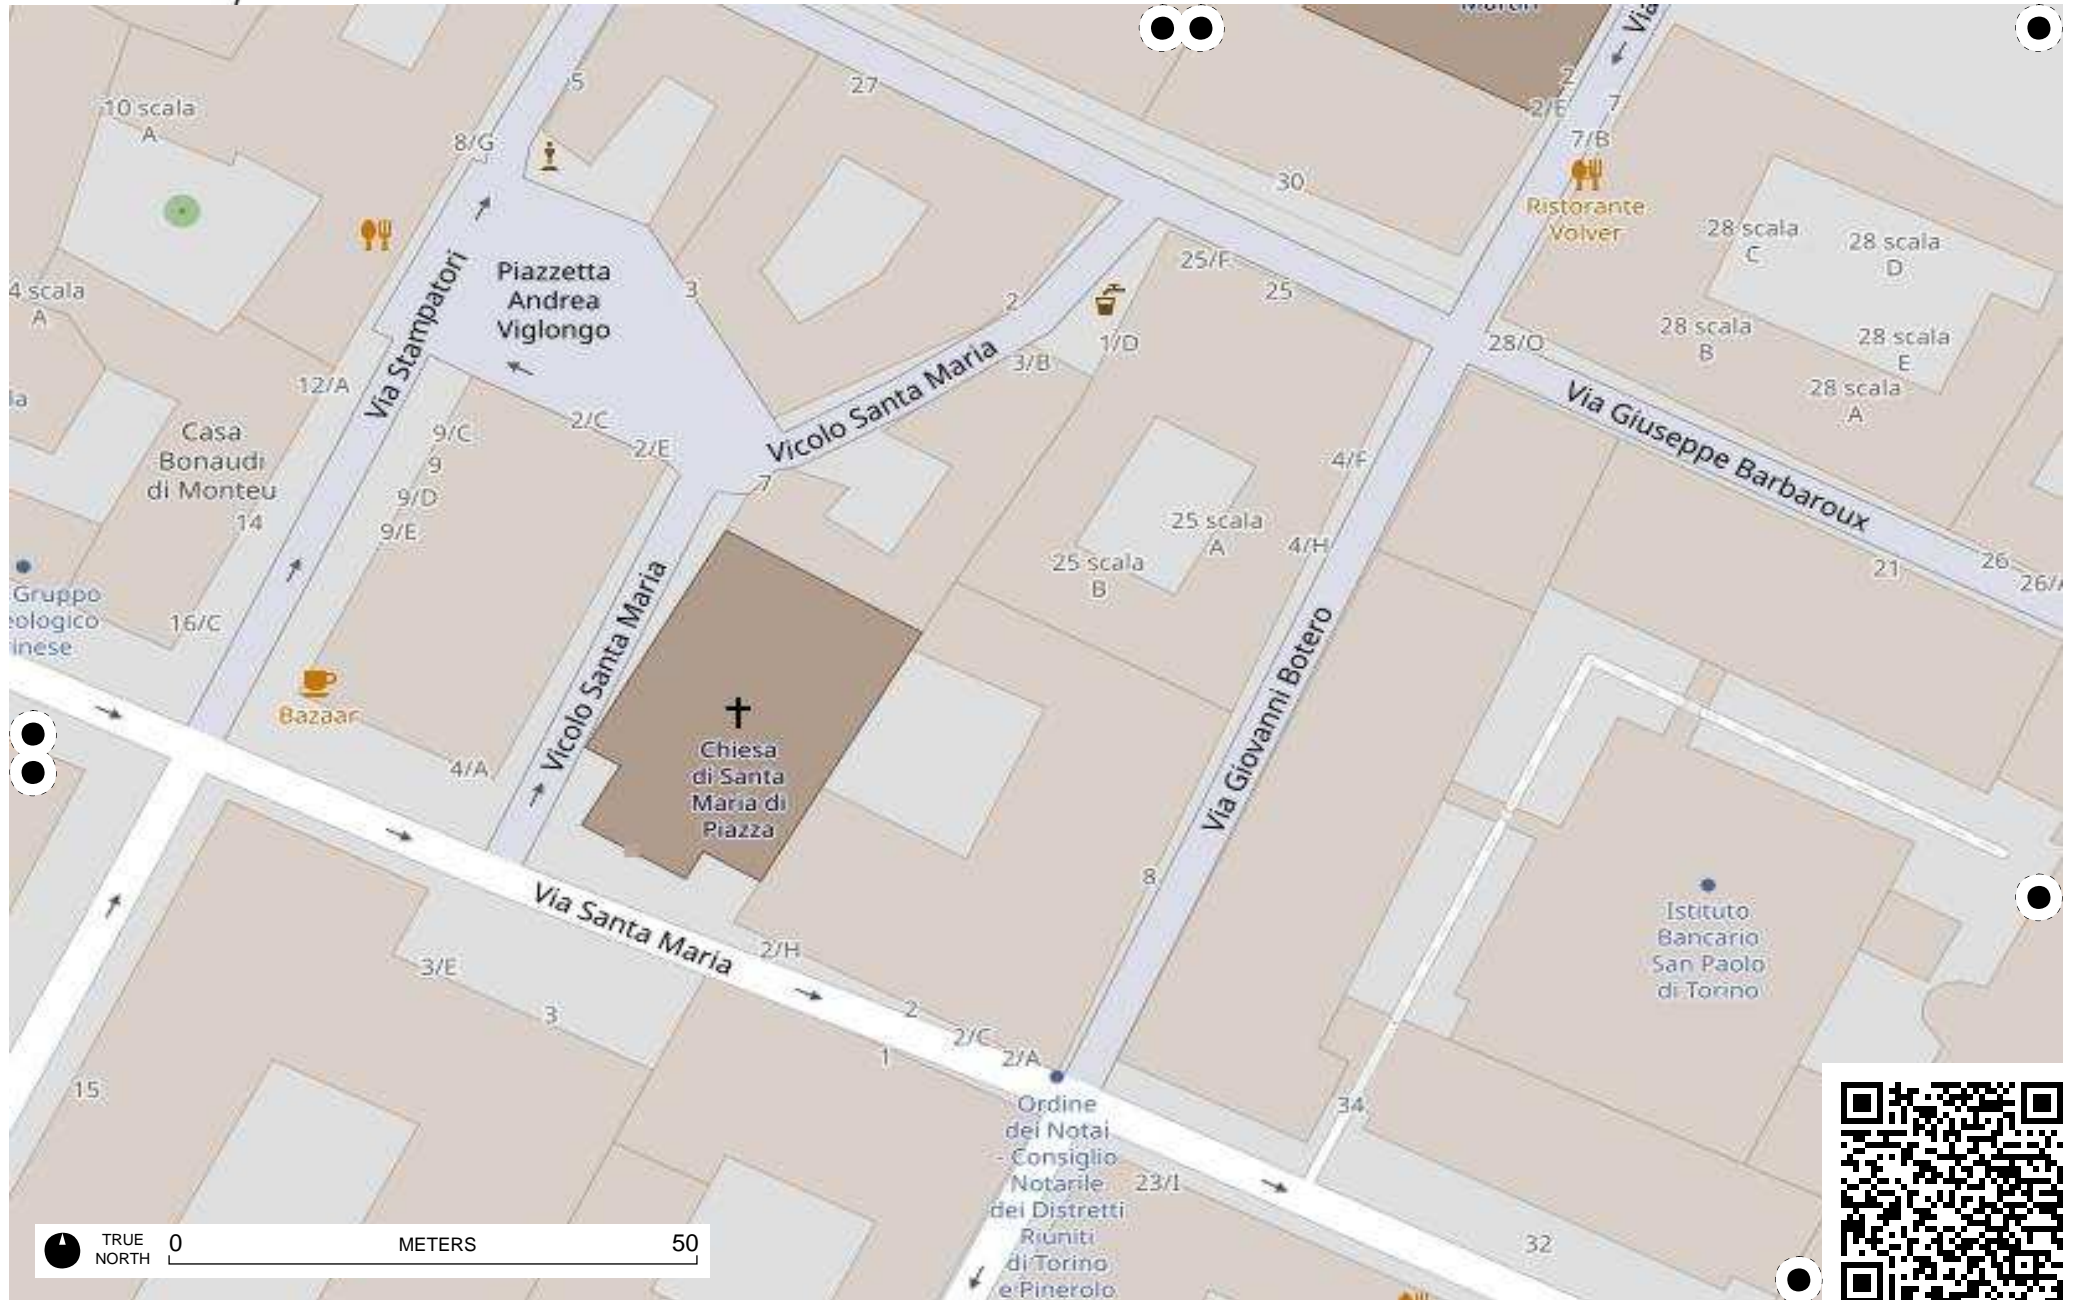 Via
5
27
2
2/E
7
10 scala
A
8/G
7/B
30
Ristorante
Volver
28 scala
C
28 scala
D
25/F
25
Piazzetta
Andrea
Viglongo
3
2
4 scala
A
Via Stampatori
28 scala
B
28 scala
E
28/O
1/D
3/B
Vicolo Santa Maria
12/A
28 scala
A
Via Giuseppe Barbaroux
2/C
2/E
9/C
9
9/D
9/E
Casa
Bonaudi
di Monteu
14
4/F
7
25 scala
A
4/H
25 scala
B
21
26
26/A
Gruppo
eologico
inese
16/C
Vicolo Santa Maria
Via Giovanni Botero
Bazaar
4/A
Chiesa
di Santa
Maria di
Piazza
8
Via Santa Maria
2/H
Istituto
Bancario
San Paolo
di Torino
3/E
3
2
2/C
2/A
1
15
34
Ordine
dei Notai
- Consiglio
Notarile
dei Distretti
Riuniti
di Torino
e Pinerolo
23/I
32
TRUE
NORTH
0 METERS 50